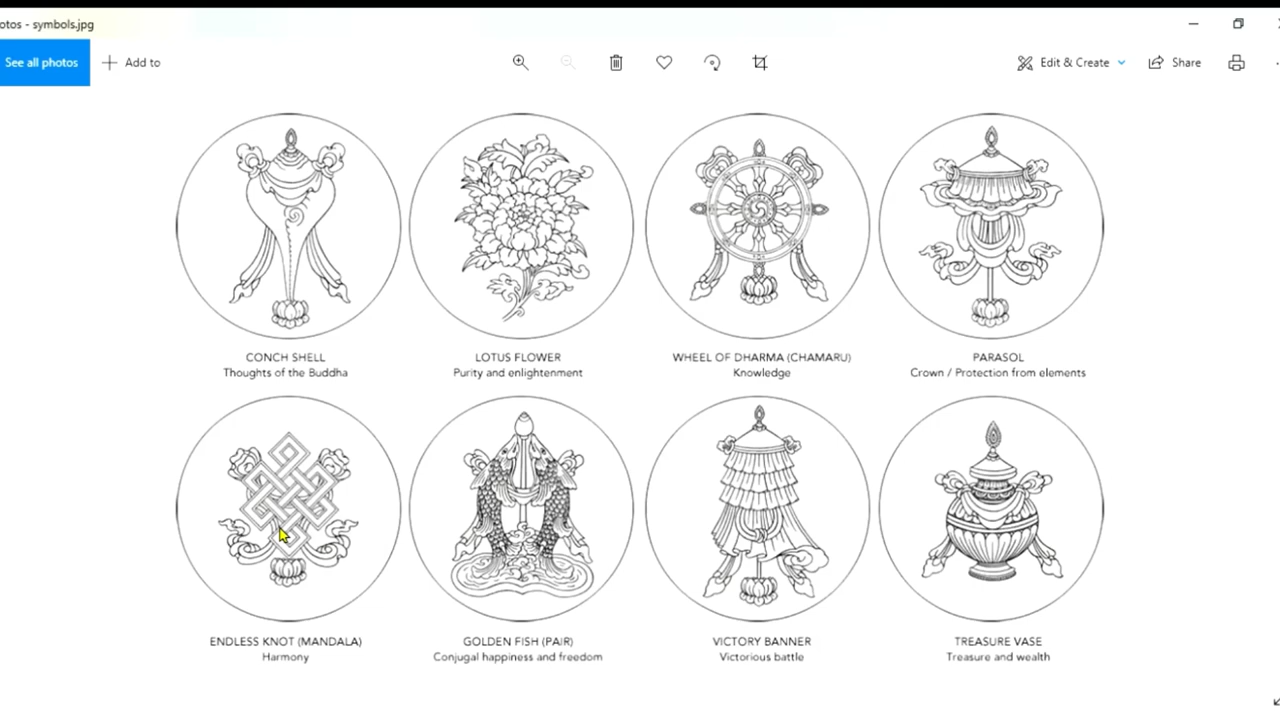 otos - symbols.jpg
See all photos
Add to
Edit & Create
Share
CONCH SHELL
Thoughts of the Buddha
LOTUS FLOWER
Purity and enlightenment
WHEEL OF DHARMA (CHAMARU)
Knowledge
PARASOL
Crown / Protection from elements
ENDLESS KNOT (MANDALA)
Harmony
GOLDEN FISH (PAIR)
Conjugal happiness and freedom
VICTORY BANNER
Victorious battle
TREASURE VASE
Treasure and wealth